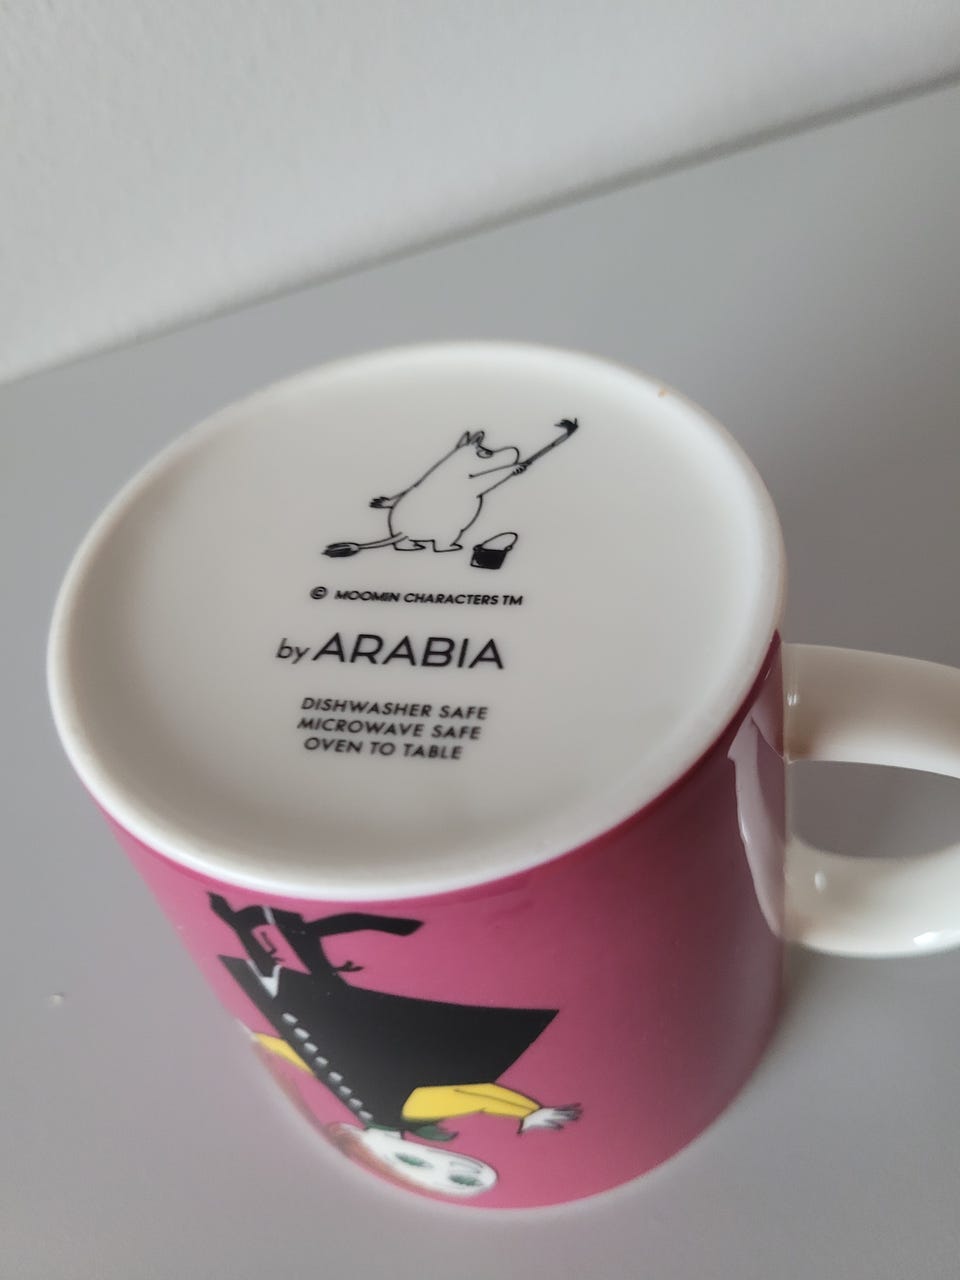 © MOOMIN CHARACTERS TM
by ARABIA
DISHWASHER SAFE
MICROWAVE SAFE
OVEN TO TABLE